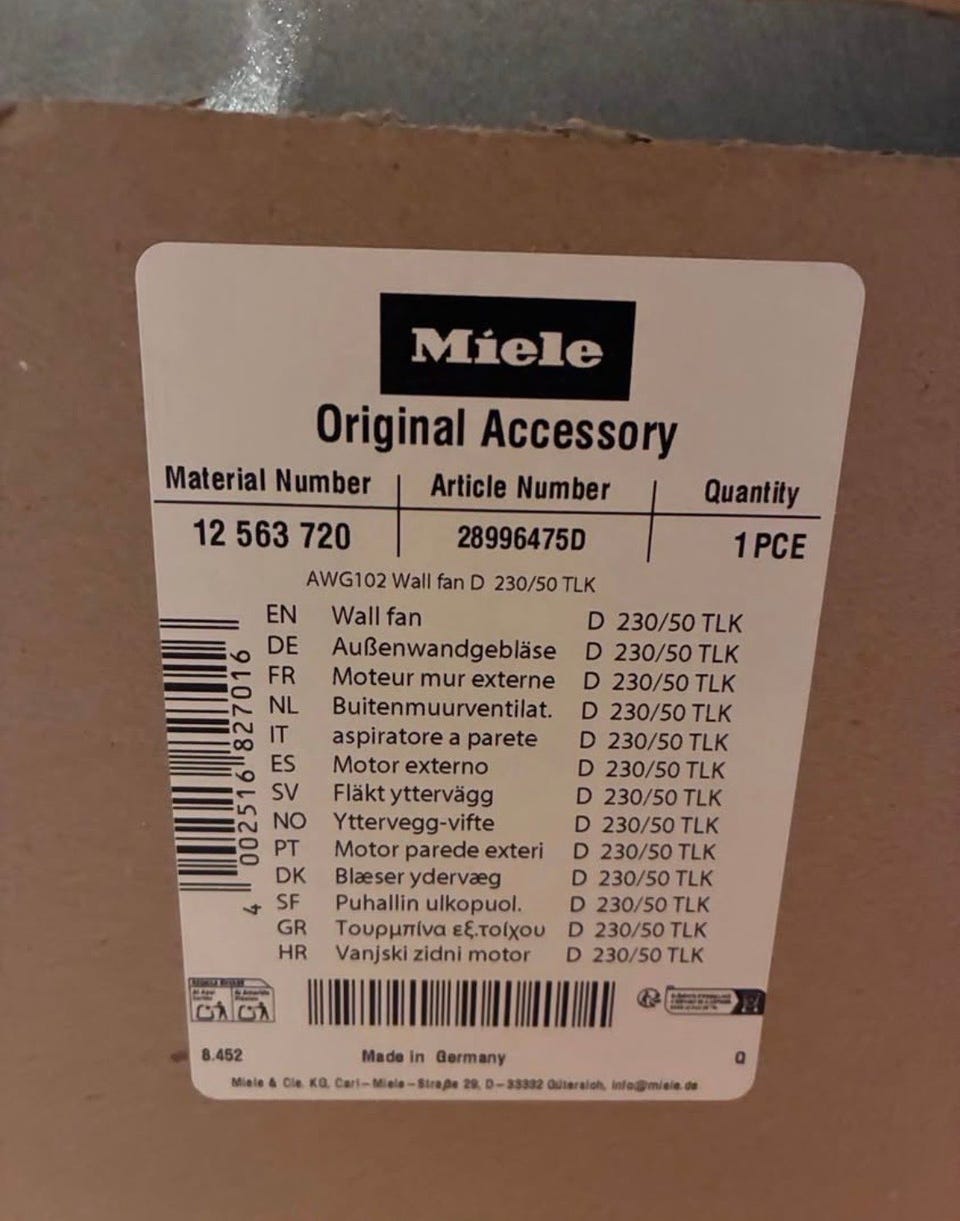 Miele
Original Accessory
Material Number Article Number Quantity
12 563 720 28996475D 1 PCE
AWG102 Wall fan D 230/50 TLK
EN Wall fan D 230/50 TLK
DE Außenwandgebläse D 230/50 TLK
FR Moteur mur externe D 230/50 TLK
NL Buitenmuurventilat. D 230/50 TLK
IT aspiratore a parete D 230/50 TLK
ES Motor externo D 230/50 TLK
SV Fläkt yttervägg D 230/50 TLK
NO Yttervegg-vifte D 230/50 TLK
PT Motor parede exteri D 230/50 TLK
DK Blæser ydervæg D 230/50 TLK
SF Puhallin ulkopuol. D 230/50 TLK
GR Τουρμπίνα εξ.τοίχου D 230/50 TLK
HR Vanjski zidni motor D 230/50 TLK
4 002516 827016
8.452 Made in Germany Q
Miele & Cie. KG, Carl-Miele-Straße 29, D-33332 Gütersloh, info@miele.de